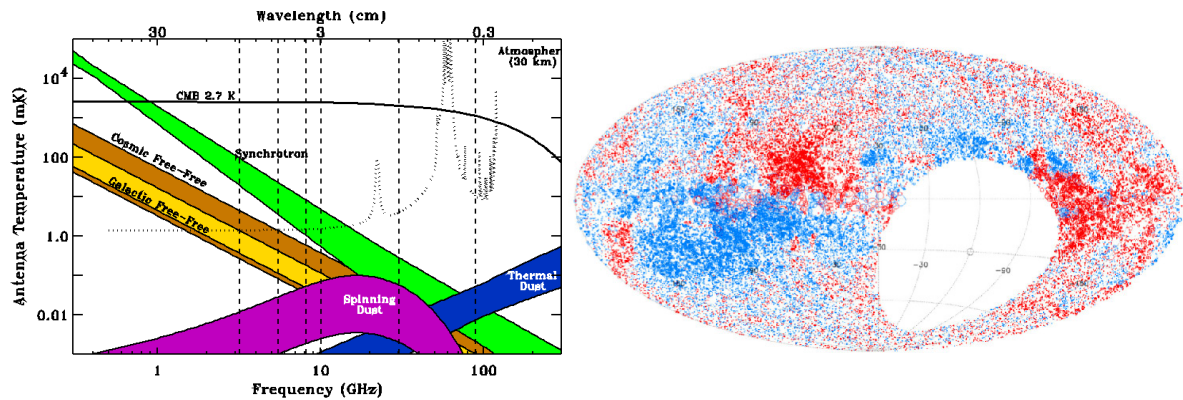 Wavelength (cm)
30
3
0.3
Atmospher
(30 km)
CMB 2.7 K
Synchrotron
Cosmic Free-Free
Galactic Free-Free
Spinning
Dust
Thermal
Dust
Antenna Temperature (mK)
10⁴
100
1.0
0.01
1
10
100
Frequency (GHz)
-30
-90